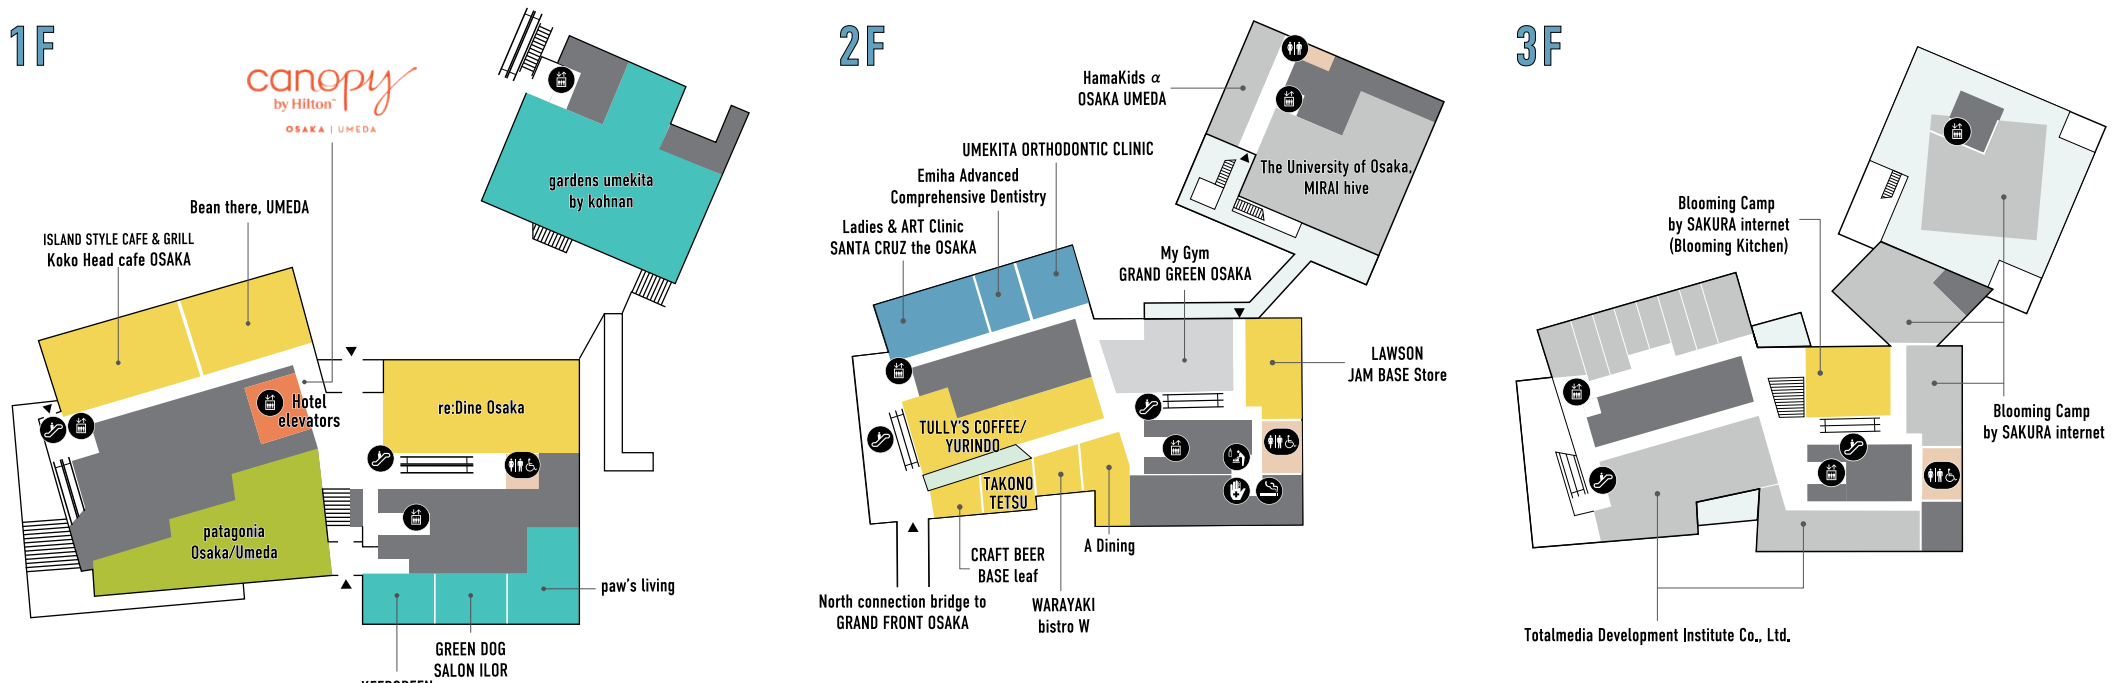 1F
canopy
by Hilton™
OSAKA | UMEDA
gardens umekita
by kohnan
Bean there, UMEDA
ISLAND STYLE CAFE & GRILL
Koko Head cafe OSAKA
Hotel
elevators
re:Dine Osaka
patagonia
Osaka/Umeda
paw's living
GREEN DOG
SALON ILOR
2F
HamaKids α
OSAKA UMEDA
UMEKITA ORTHODONTIC CLINIC
Emiha Advanced
Comprehensive Dentistry
Ladies & ART Clinic
SANTA CRUZ the OSAKA
The University of Osaka,
MIRAI hive
My Gym
GRAND GREEN OSAKA
LAWSON
JAM BASE Store
TULLY'S COFFEE/
YURINDO
TAKONO
TETSU
A Dining
CRAFT BEER
BASE leaf
WARAYAKI
bistro W
North connection bridge to
GRAND FRONT OSAKA
3F
Blooming Camp
by SAKURA internet
(Blooming Kitchen)
Blooming Camp
by SAKURA internet
Totalmedia Development Institute Co., Ltd.